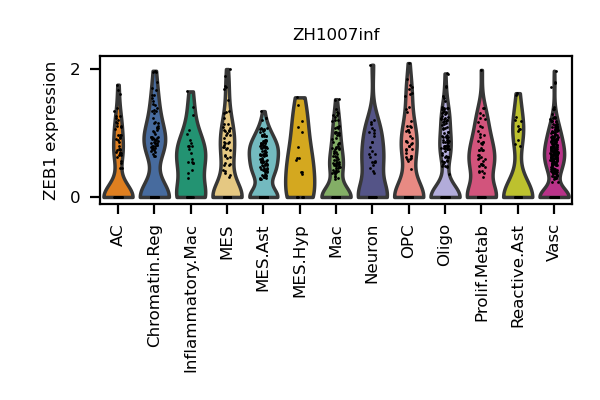 ZH1007inf
ZEB1 expression
2
0
AC
Chromatin.Reg
Inflammatory.Mac
MES
MES.Ast
MES.Hyp
Mac
Neuron
OPC
Oligo
Prolif.Metab
Reactive.Ast
Vasc